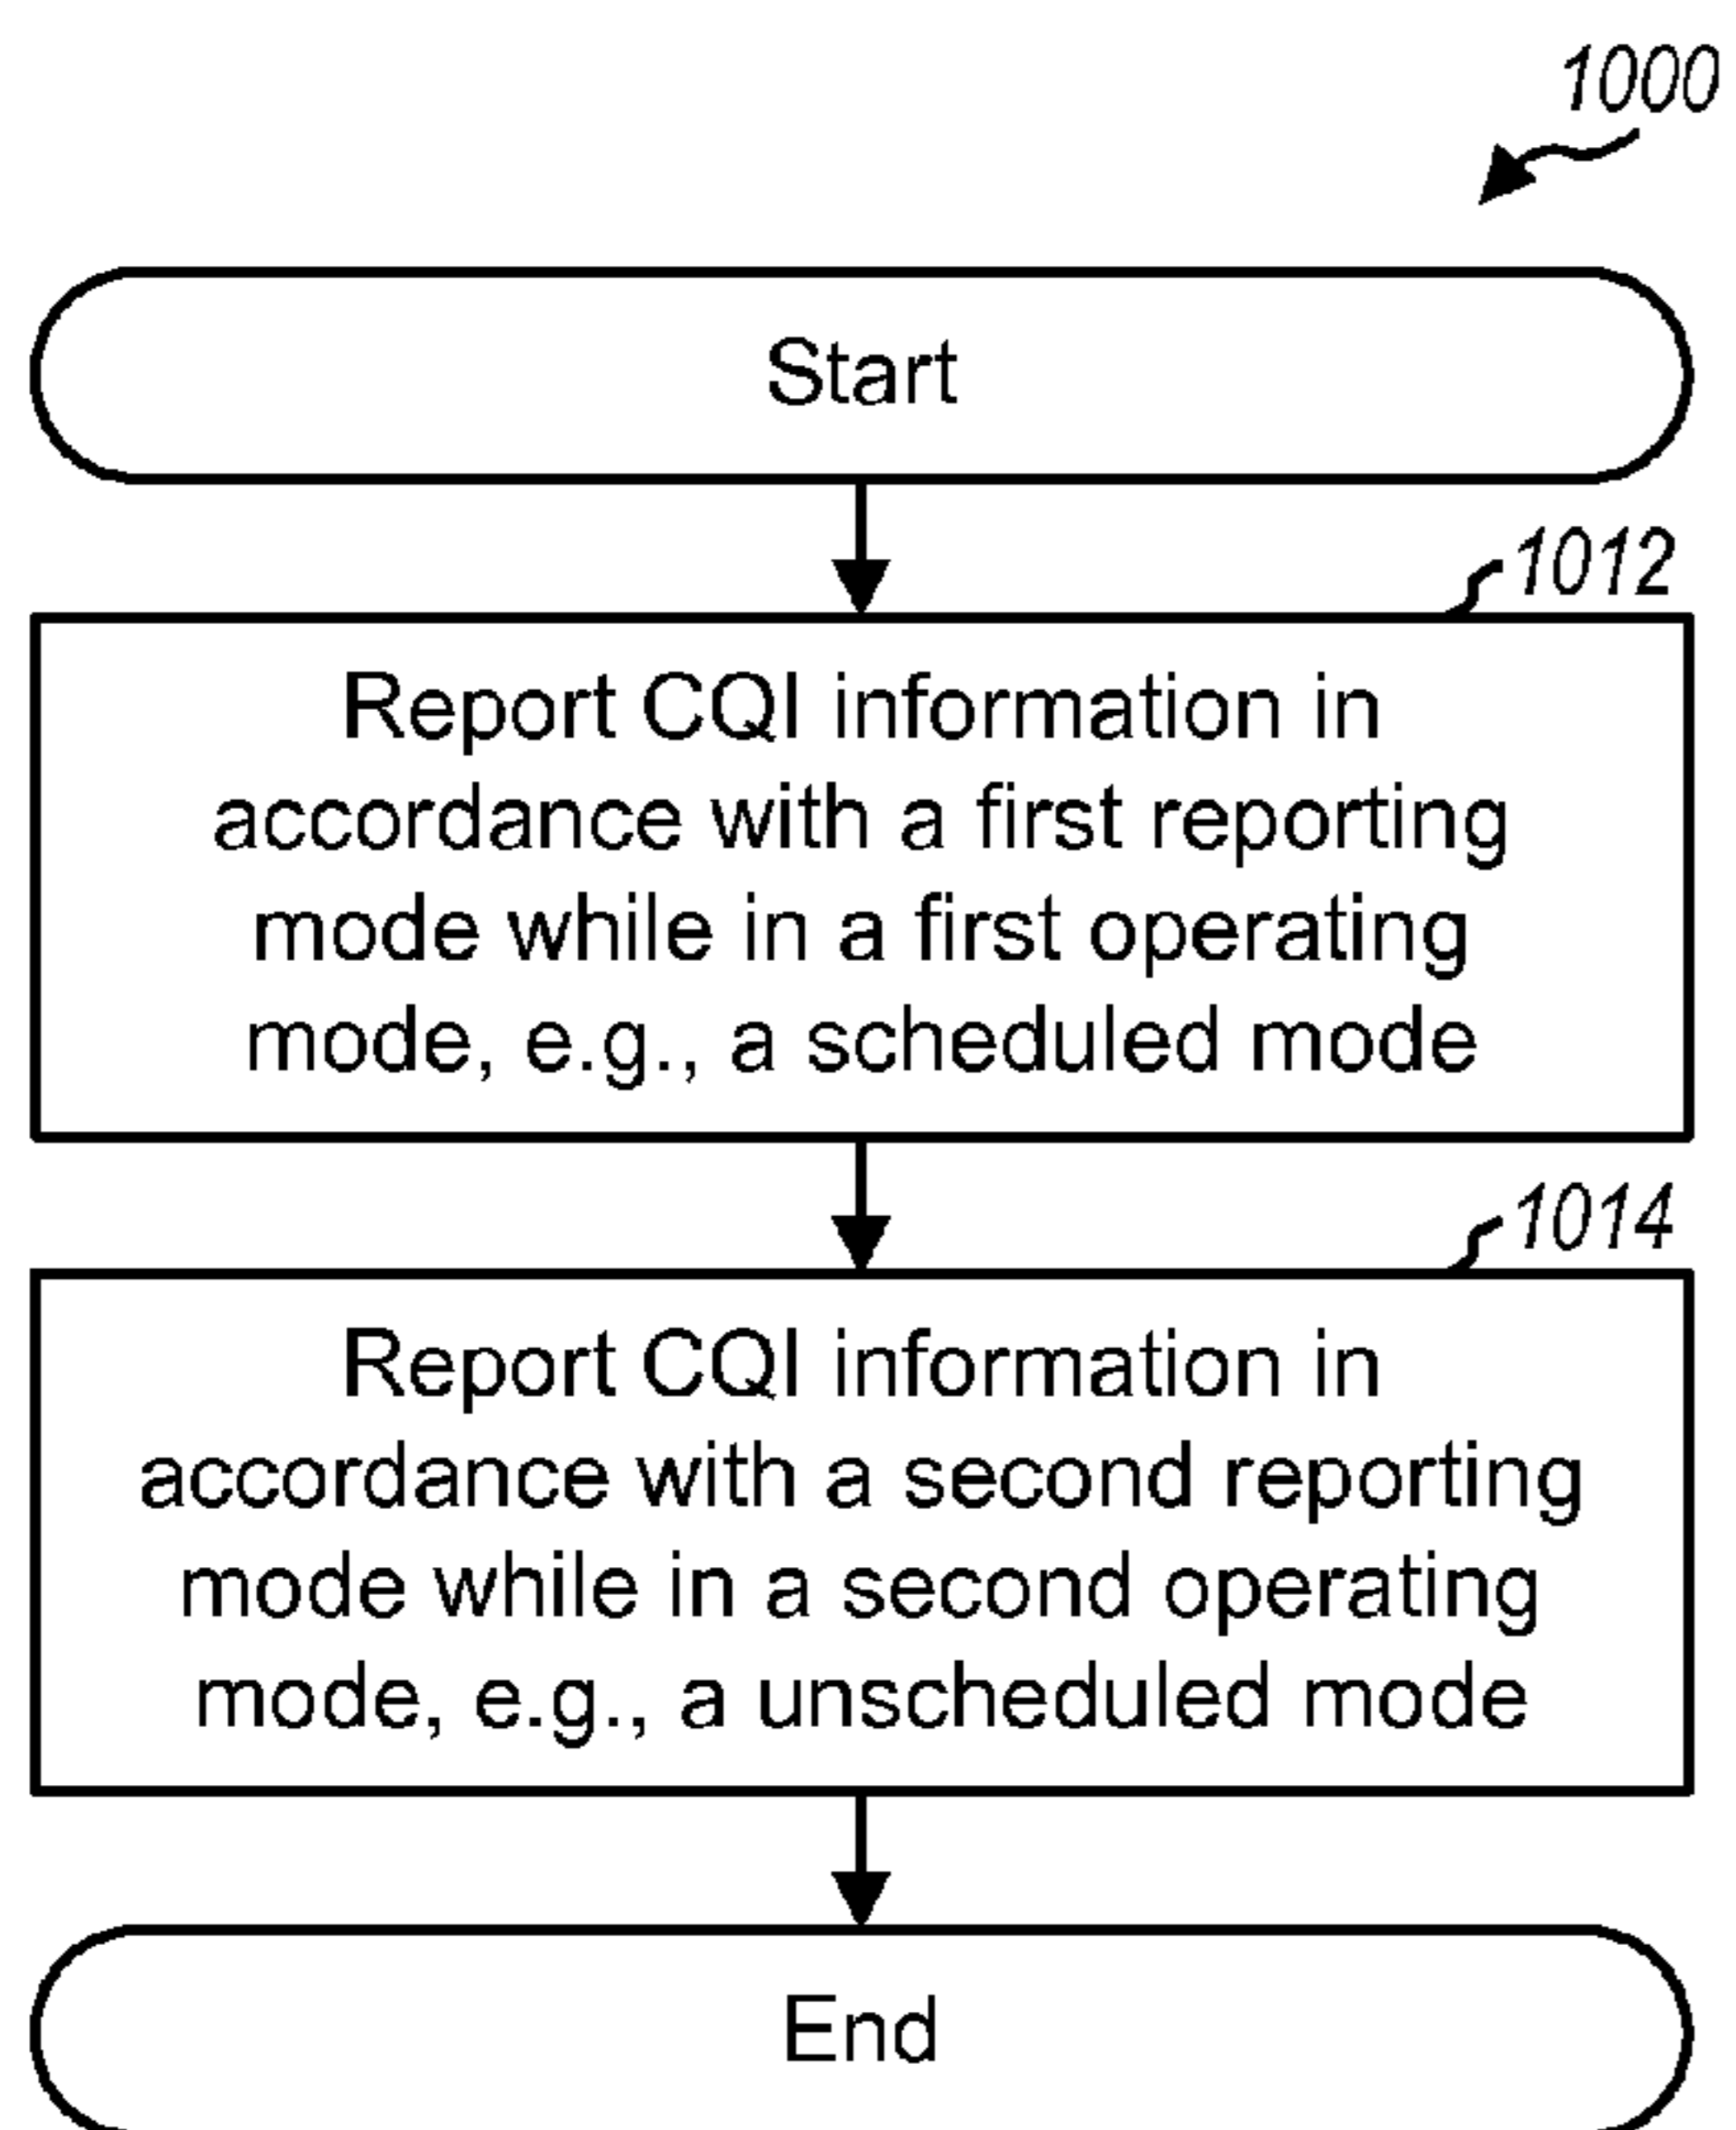 1000
Start
1012
Report CQI information in
accordance with a first reporting
mode while in a first operating
mode, e.g., a scheduled mode
1014
Report CQI information in
accordance with a second reporting
mode while in a second operating
mode, e.g., a unscheduled mode
End